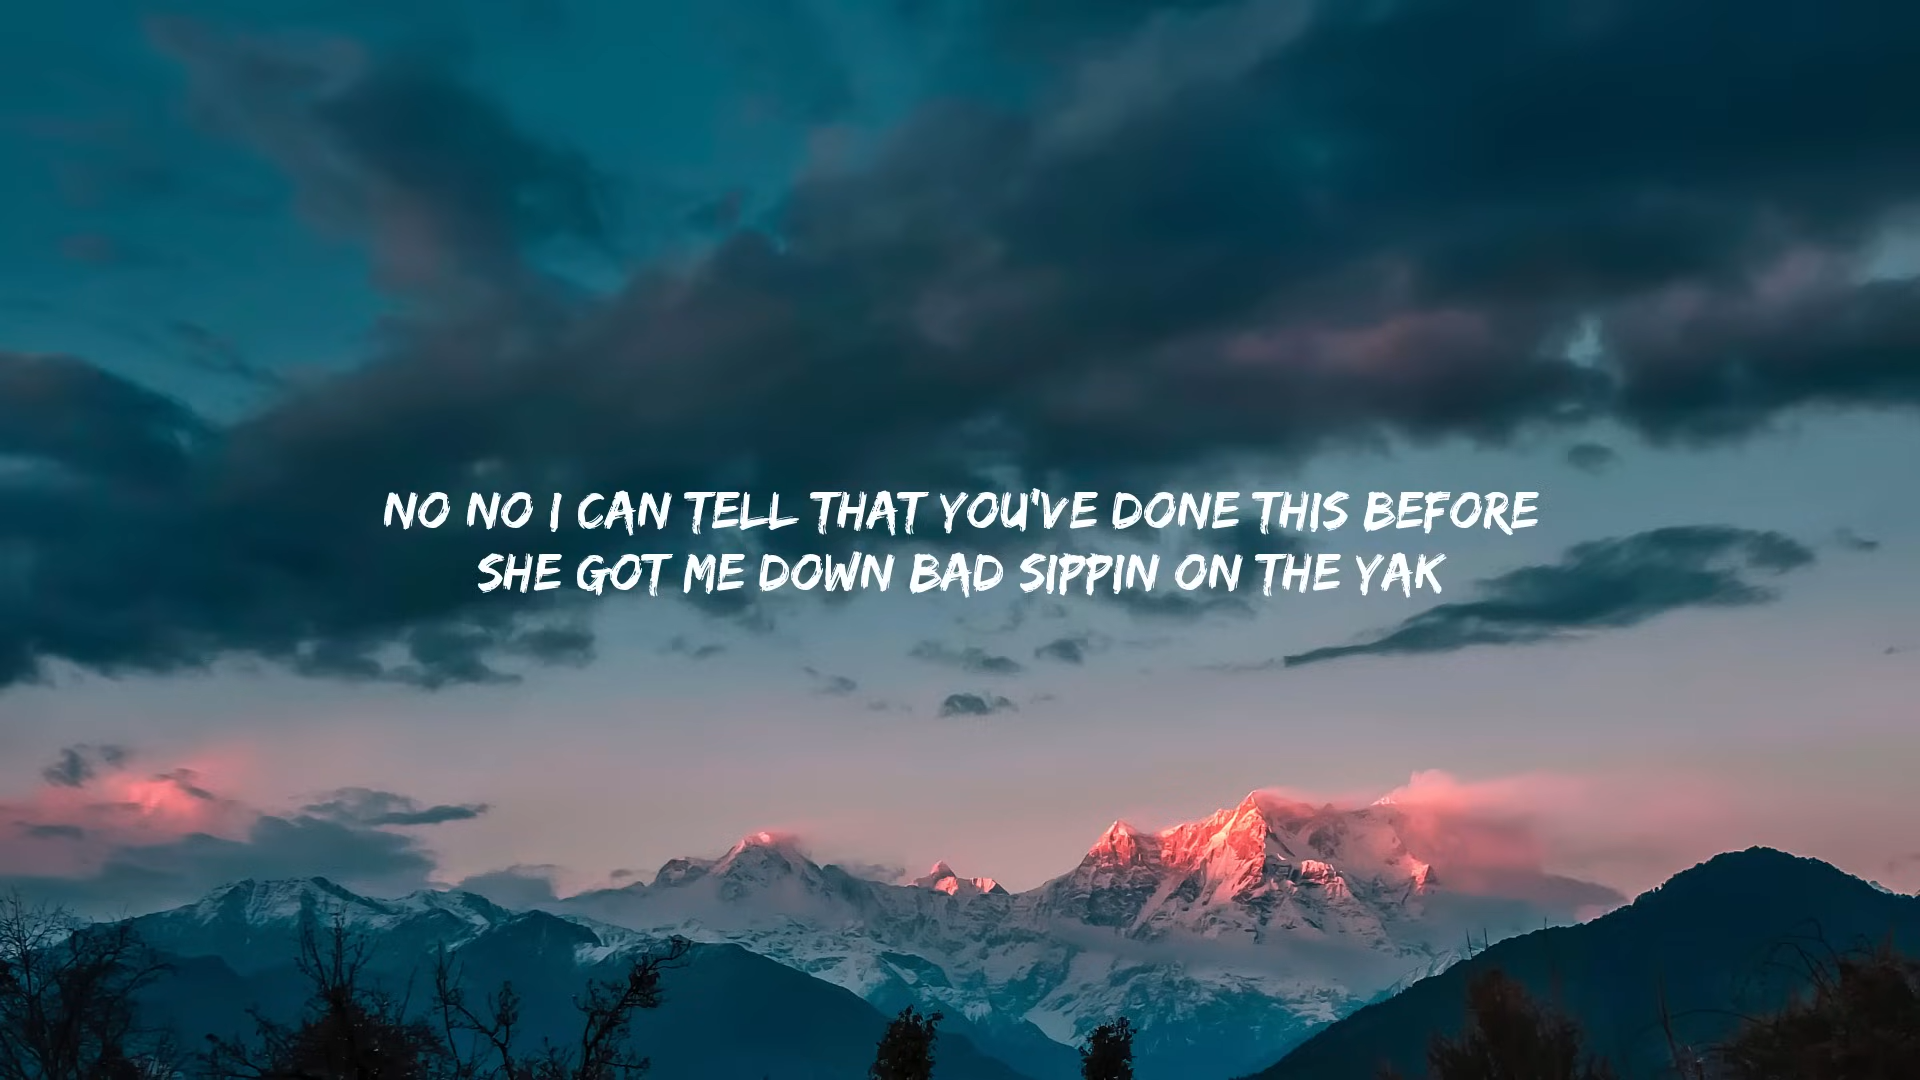 NO NO I CAN TELL THAT YOU'VE DONE THIS BEFORE
SHE GOT ME DOWN BAD SIPPIN ON THE YAK